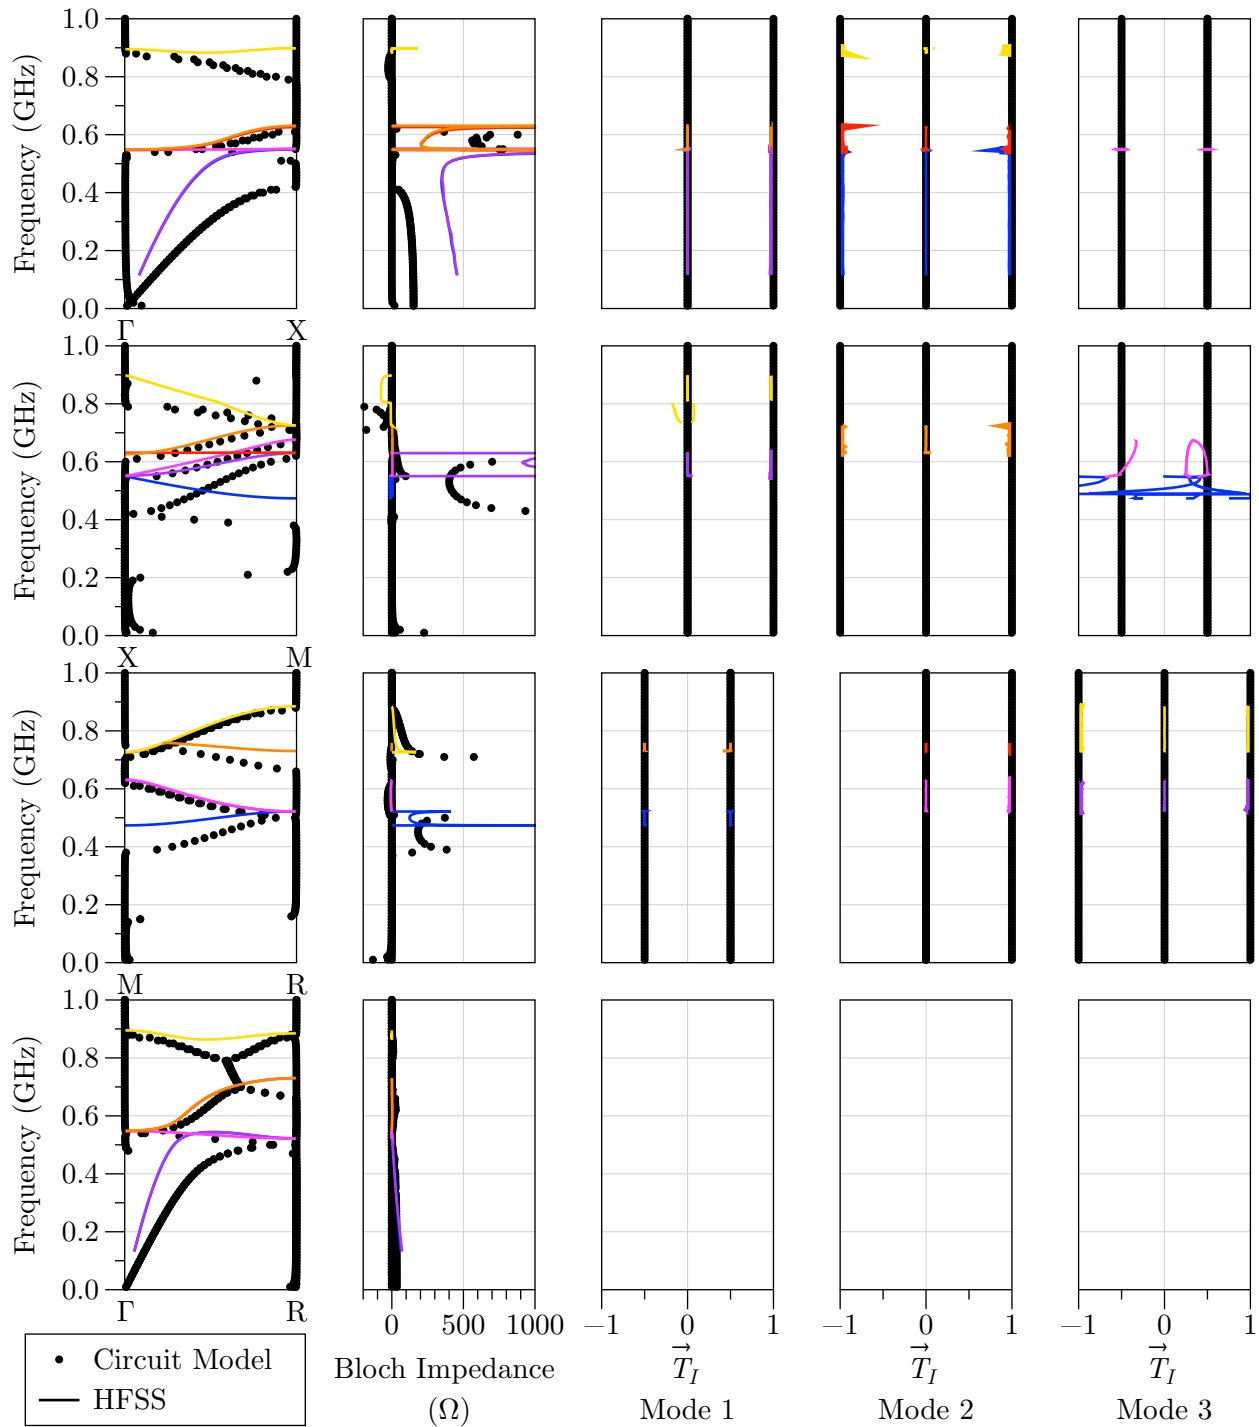 Frequency (GHz)
1.0
0.8
0.6
0.4
0.2
0.0
Γ X
Frequency (GHz)
1.0
0.8
0.6
0.4
0.2
0.0
X M
Frequency (GHz)
1.0
0.8
0.6
0.4
0.2
0.0
M R
Frequency (GHz)
1.0
0.8
0.6
0.4
0.2
0.0
Γ R
0 500 1000
−1 0 1
−1 0 1
−1 0 1
Bloch Impedance
(Ω)
T⃗_I
Mode 1
T⃗_I
Mode 2
T⃗_I
Mode 3
Circuit Model
HFSS